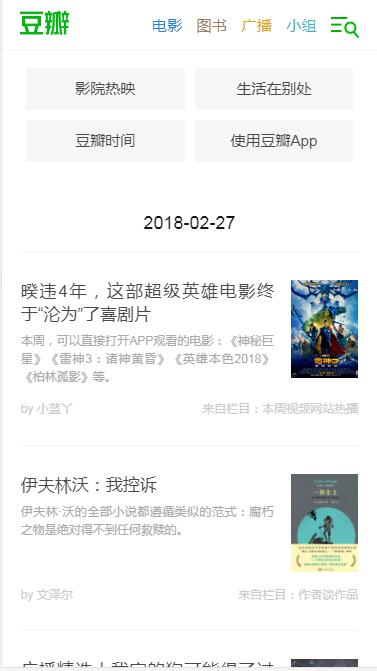 豆瓣 电影 图书 广播 小组
影院热映 生活在别处
豆瓣时间 使用豆瓣App
2018-02-27
暌违4年，这部超级英雄电影终
于“沦为”了喜剧片
本周，可以直接打开APP观看的电影：《神秘巨
星》《雷神3：诸神黄昏》《英雄本色2018》
《柏林孤影》等。
雷神3
by 小蓝丫 来自栏目：本周视频网站热播
伊夫林沃：我控诉
伊夫林·沃的全部小说都遵循类似的范式：腐朽
之物是绝对得不到任何救赎的。
一抔尘土
by 文泽尔 来自栏目：作者谈作品